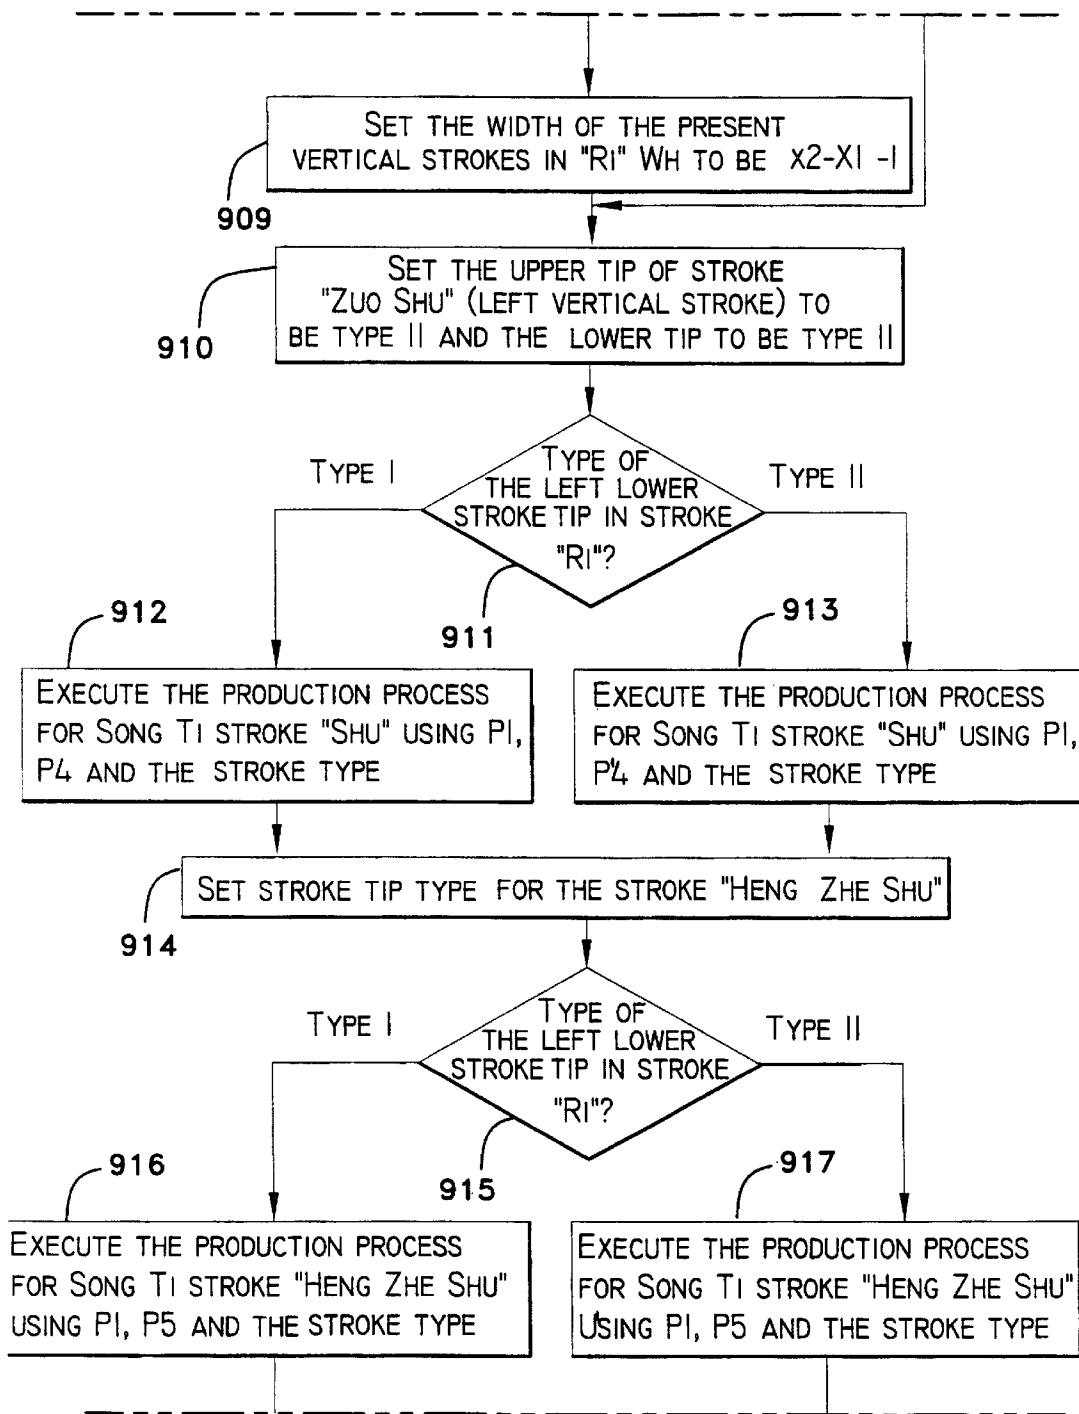 SET THE WIDTH OF THE PRESENT
VERTICAL STROKES IN "RI" WH TO BE X2-X1 -1
909
SET THE UPPER TIP OF STROKE
"ZUO SHU" (LEFT VERTICAL STROKE) TO
BE TYPE II AND THE LOWER TIP TO BE TYPE II
910
TYPE I
TYPE OF
THE LEFT LOWER
STROKE TIP IN STROKE
"RI"?
TYPE II
911
912
913
EXECUTE THE PRODUCTION PROCESS
FOR SONG TI STROKE "SHU" USING P1,
P4 AND THE STROKE TYPE
EXECUTE THE PRODUCTION PROCESS
FOR SONG TI STROKE "SHU" USING P1,
P'4 AND THE STROKE TYPE
SET STROKE TIP TYPE FOR THE STROKE "HENG ZHE SHU"
914
TYPE I
TYPE OF
THE LEFT LOWER
STROKE TIP IN STROKE
"RI"?
TYPE II
915
916
917
EXECUTE THE PRODUCTION PROCESS
FOR SONG TI STROKE "HENG ZHE SHU"
USING P1, P5 AND THE STROKE TYPE
EXECUTE THE PRODUCTION PROCESS
FOR SONG TI STROKE "HENG ZHE SHU"
USING P1, P5 AND THE STROKE TYPE